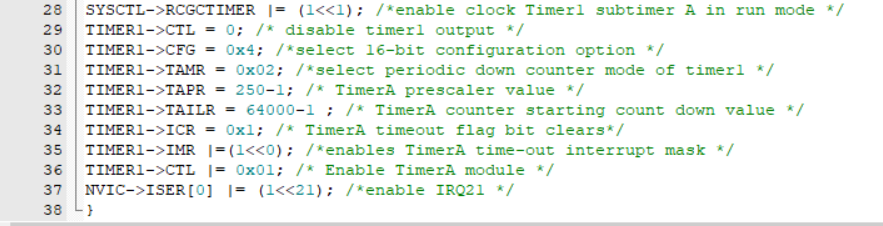 28 SYSCTL->RCGCTIMER |= (1<<1); /*enable clock Timer1 subtimer A in run mode */
29 TIMER1->CTL = 0; /* disable timer1 output */
30 TIMER1->CFG = 0x4; /*select 16-bit configuration option */
31 TIMER1->TAMR = 0x02; /*select periodic down counter mode of timer1 */
32 TIMER1->TAPR = 250-1; /* TimerA prescaler value */
33 TIMER1->TAILR = 64000-1 ; /* TimerA counter starting count down value */
34 TIMER1->ICR = 0x1; /* TimerA timeout flag bit clears*/
35 TIMER1->IMR |=(1<<0); /*enables TimerA time-out interrupt mask */
36 TIMER1->CTL |= 0x01; /* Enable TimerA module */
37 NVIC->ISER[0] |= (1<<21); /*enable IRQ21 */
38 }